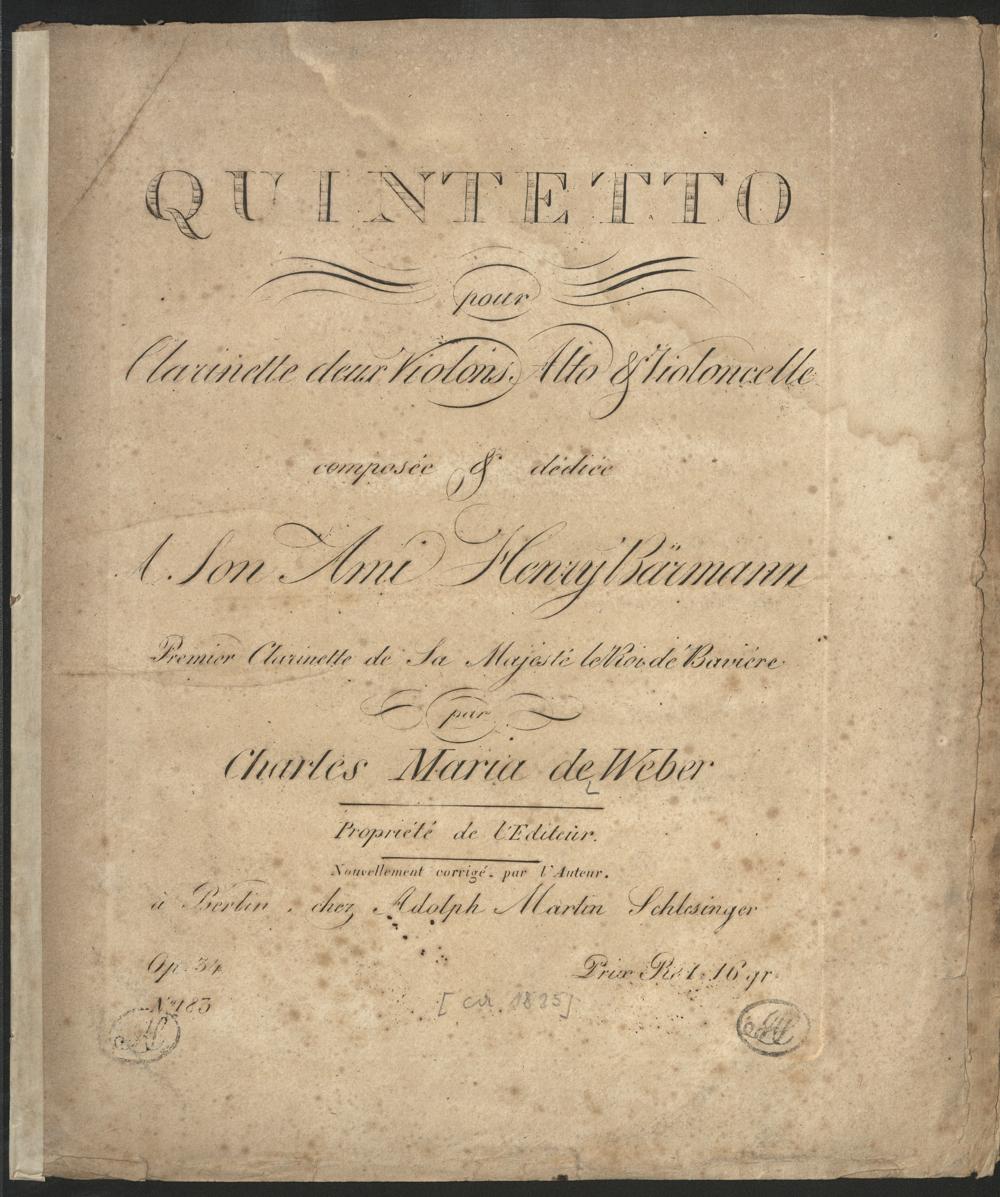 QUINTETTO
pour
Clarinette deux Violons, Alto & Violoncelle
composée & dédiée
A Son Ami Henry Bärmann
Premier Clarinette de Sa Majesté le Roi de Baviére
par
Charles Maria de Weber
Propriété de l'Editeur.
Nouvellement corrigé. par l'Auteur.
à Berlin, chez Adolph Martin Schlesinger
Op. 34 Prix Rt. 1. 16 gr.
No. 183 [ca. 1825]